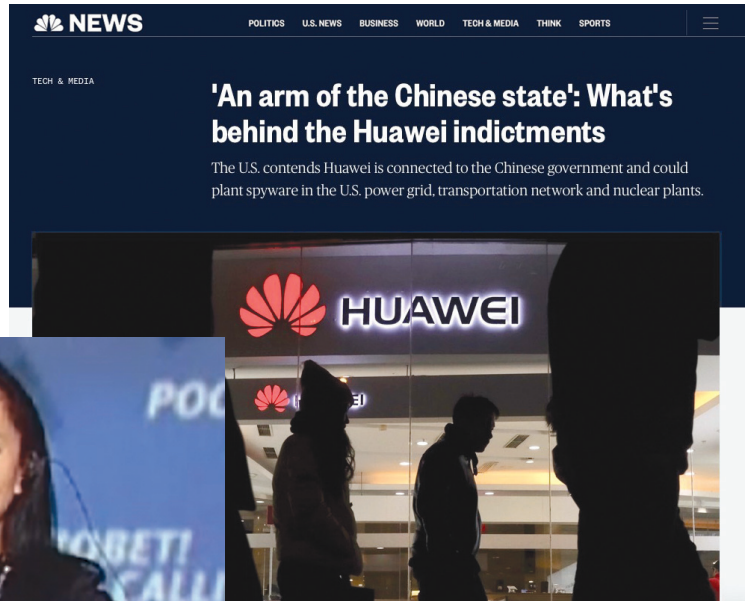 NEWS
POLITICS U.S. NEWS BUSINESS WORLD TECH & MEDIA THINK SPORTS
TECH & MEDIA
'An arm of the Chinese state': What's
behind the Huawei indictments
The U.S. contends Huawei is connected to the Chinese government and could
plant spyware in the U.S. power grid, transportation network and nuclear plants.
HUAWEI